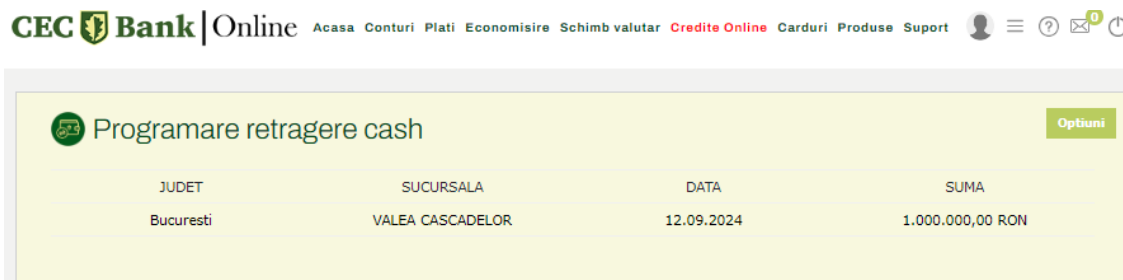 CEC Bank | Online Acasa Conturi Plati Economisire Schimb valutar Credite Online Carduri Produse Suport ? 0
Programare retragere cash Optiuni
JUDET SUCURSALA DATA SUMA
Bucuresti VALEA CASCADELOR 12.09.2024 1.000.000,00 RON